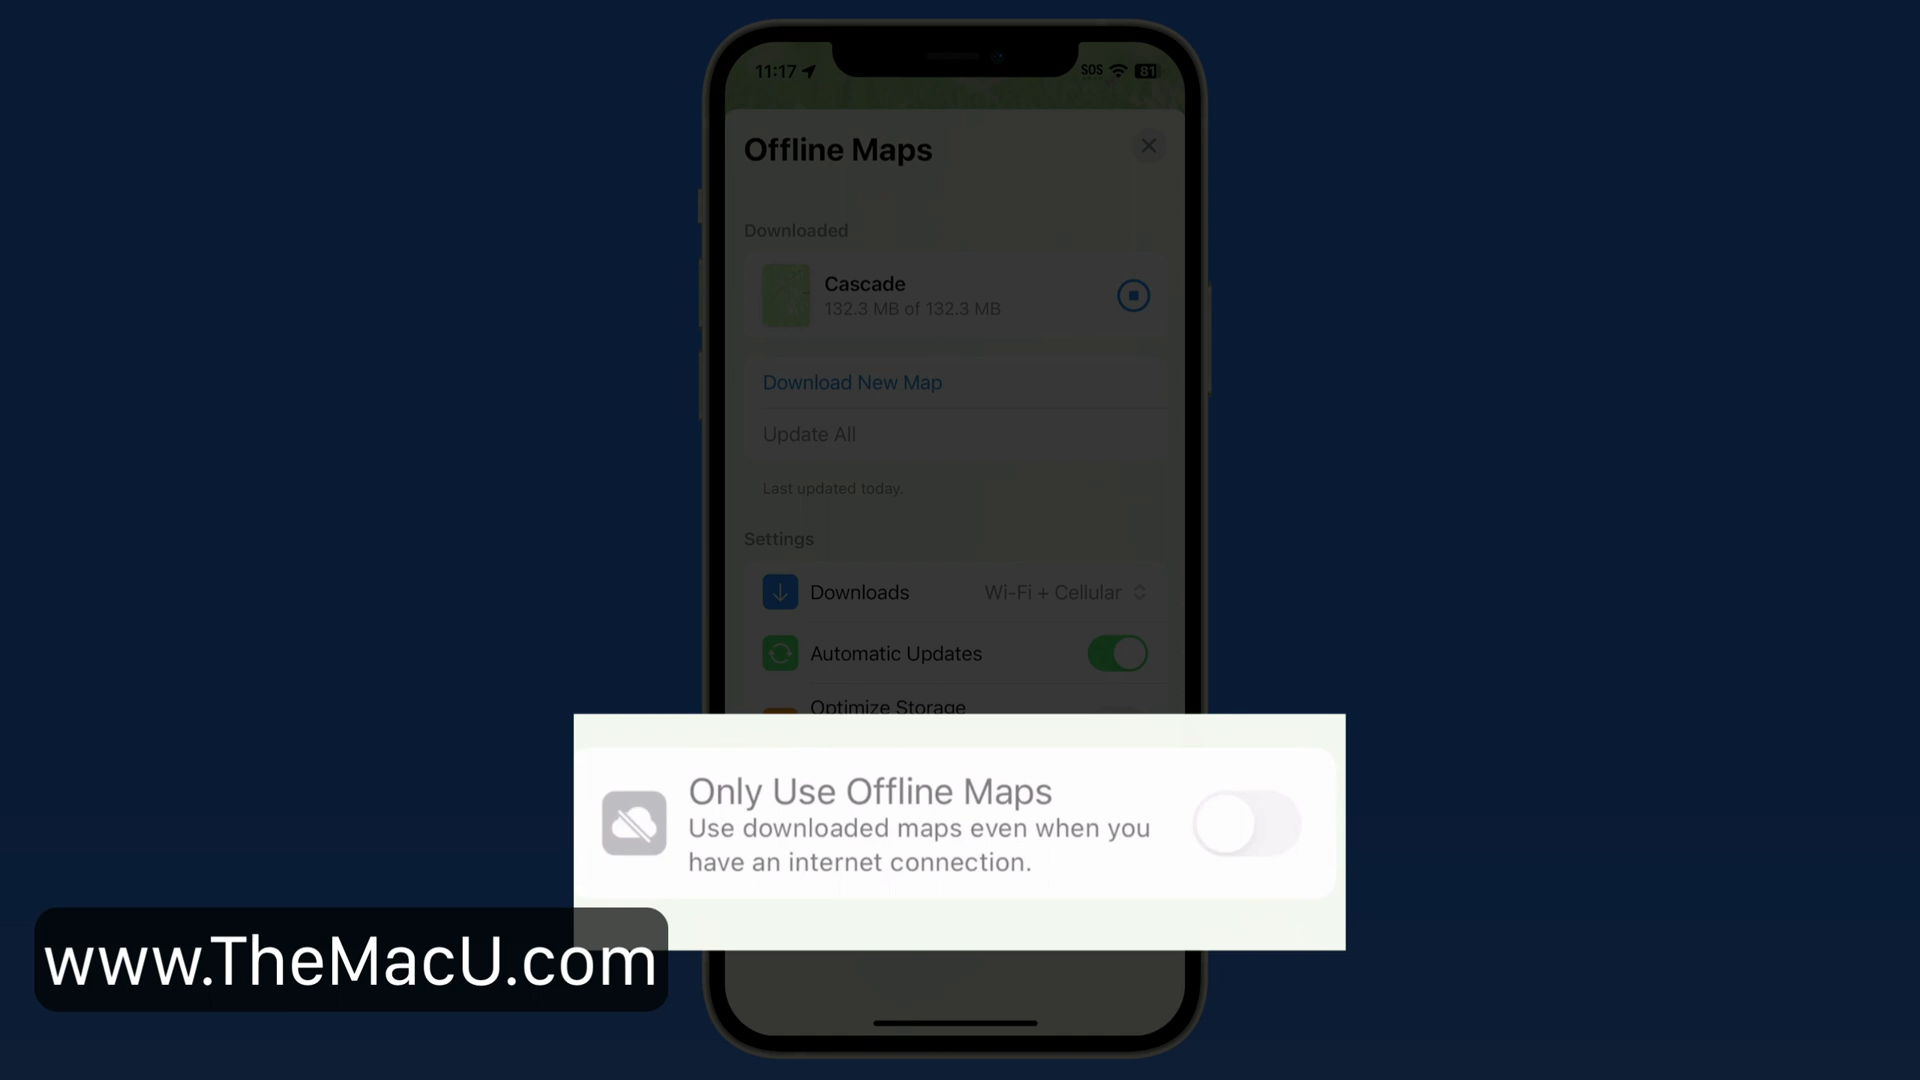 11:17
SOS
81
Offline Maps
Downloaded
Cascade
132.3 MB of 132.3 MB
Download New Map
Update All
Last updated today.
Settings
Downloads Wi-Fi + Cellular
Automatic Updates
Optimize Storage
Only Use Offline Maps
Use downloaded maps even when you
have an internet connection.
www.TheMacU.com